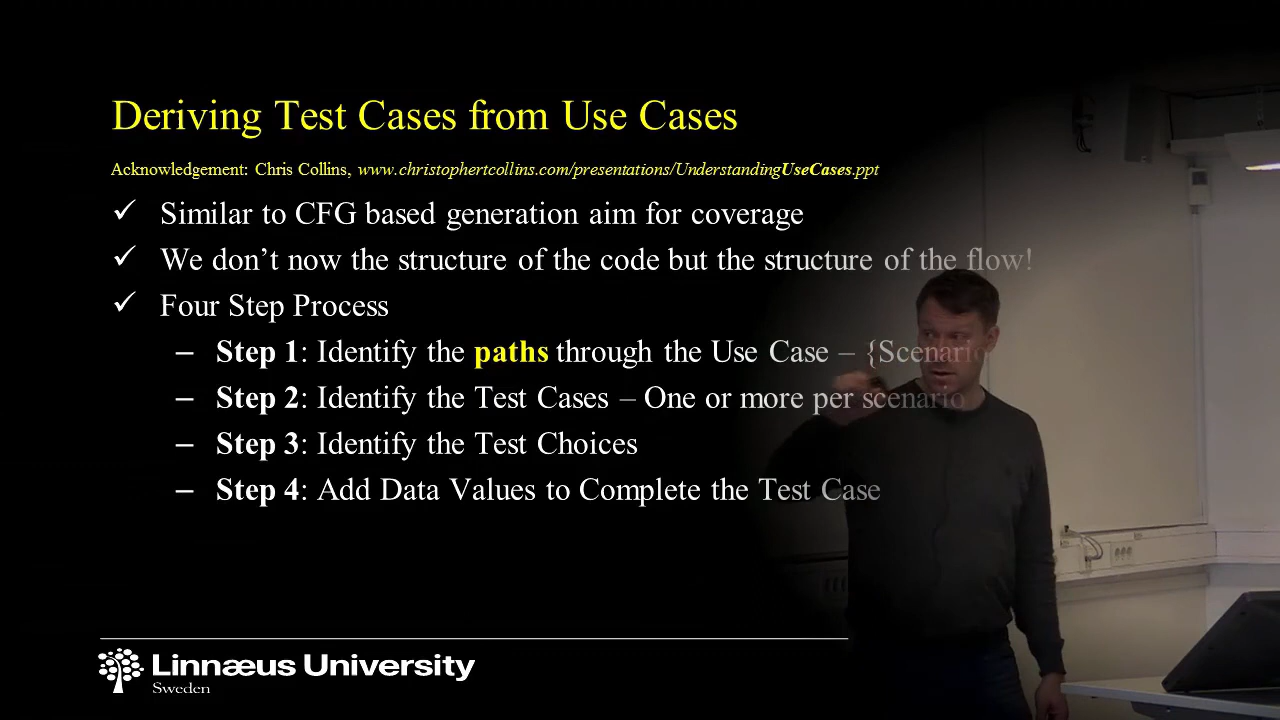 Deriving Test Cases from Use Cases
Acknowledgement: Chris Collins, www.christophertcollins.com/presentations/UnderstandingUseCases.ppt
✓ Similar to CFG based generation aim for coverage
✓ We don’t now the structure of the code but the structure of the flow!
✓ Four Step Process
– Step 1: Identify the paths through the Use Case – {Scenario
– Step 2: Identify the Test Cases – One or more per scenario
– Step 3: Identify the Test Choices
– Step 4: Add Data Values to Complete the Test Case
Linnæus University
Sweden